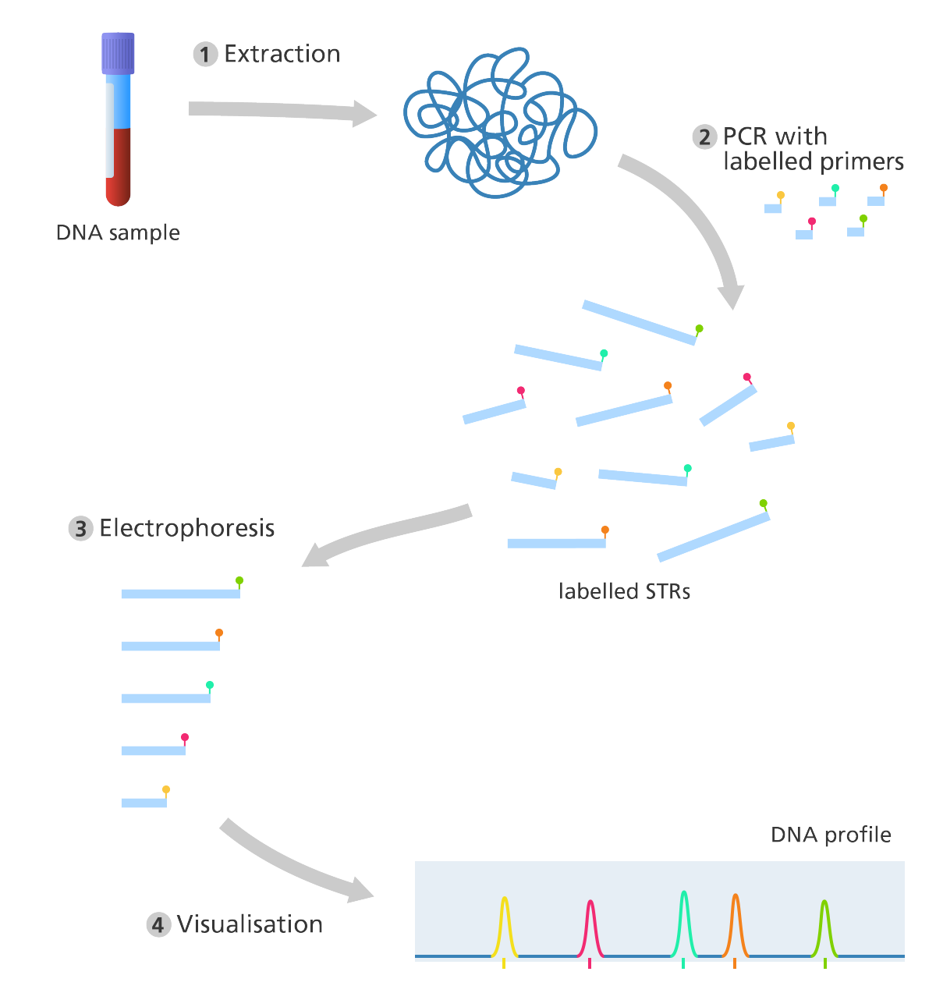 1 Extraction
DNA sample
2 PCR with
labelled primers
labelled STRs
3 Electrophoresis
4 Visualisation
DNA profile